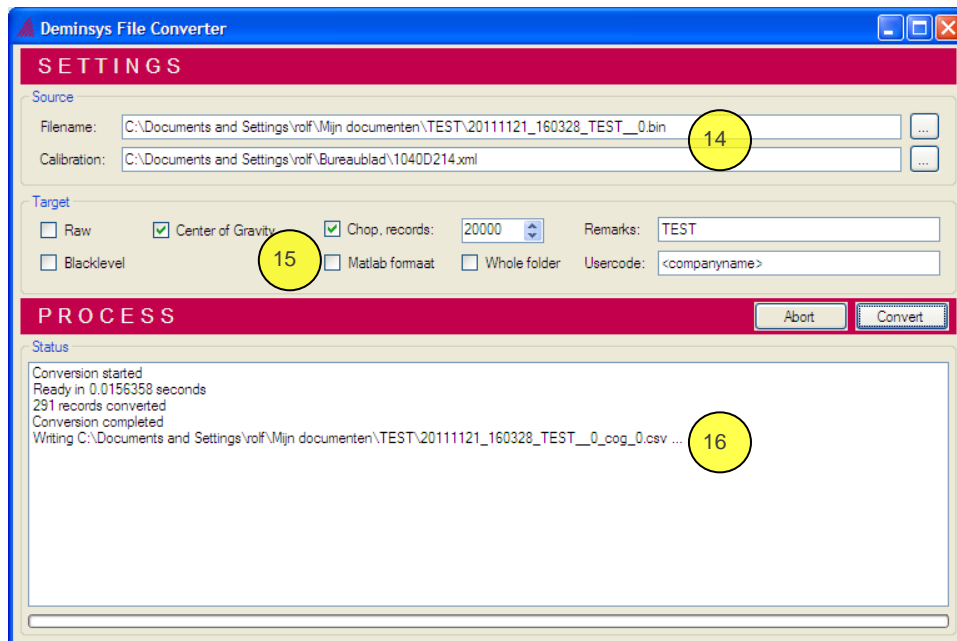 Deminsys File Converter
SETTINGS
Source
Filename: C:\Documents and Settings\rolf\Mijn documenten\TEST\20111121_160328_TEST__0.bin ...
14
Calibration: C:\Documents and Settings\rolf\Bureaublad\1040D214.xml ...
Target
Raw Center of Gravity Chop, records: 20000 Remarks: TEST
15
Blacklevel Matlab formaat Whole folder Usercode: <companyname>
PROCESS Abort Convert
Status
Conversion started
Ready in 0.0156358 seconds
291 records converted
Conversion completed
Writing C:\Documents and Settings\rolf\Mijn documenten\TEST\20111121_160328_TEST__0_cog_0.csv ...
16